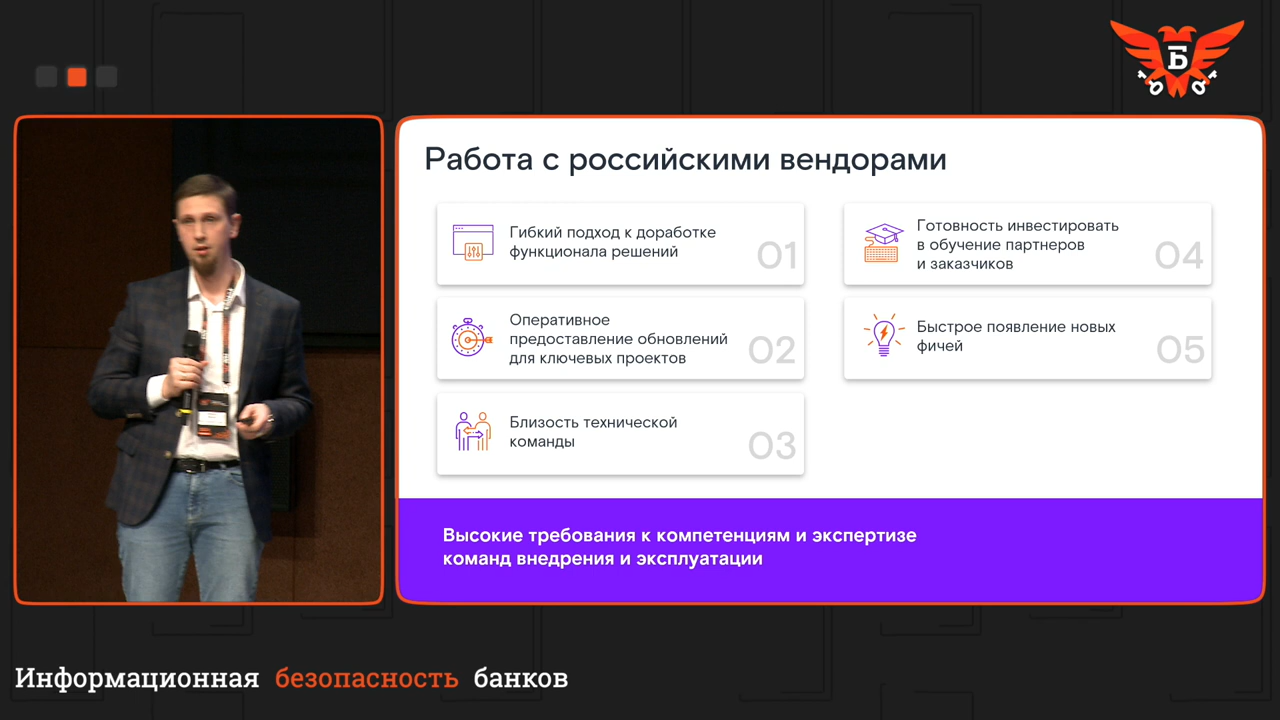 Б
Работа с российскими вендорами
Гибкий подход к доработке
функционала решений
01
Оперативное
предоставление обновлений
для ключевых проектов
02
Близость технической
команды
03
Готовность инвестировать
в обучение партнеров
и заказчиков
04
Быстрое появление новых
фичей
05
Высокие требования к компетенциям и экспертизе
команд внедрения и эксплуатации
Информационная безопасность банков